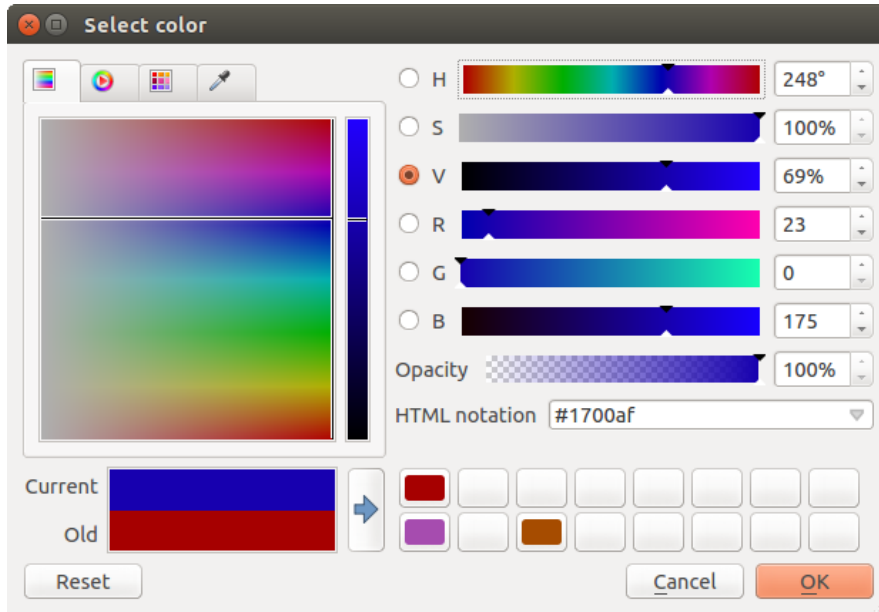 Select color
H 248°
S 100%
V 69%
R 23
G 0
B 175
Opacity 100%
HTML notation #1700af
Current
Old
Reset Cancel OK